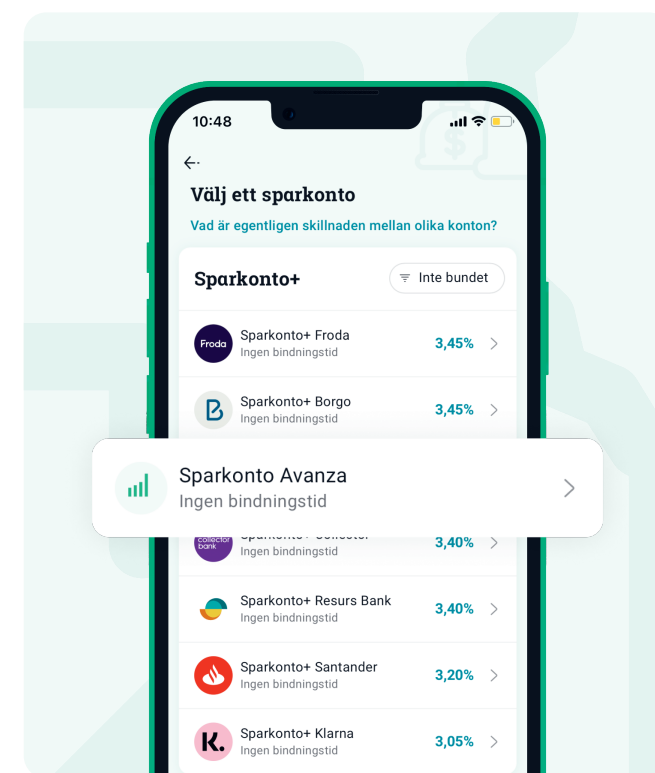 10:48
Välj ett sparkonto
Vad är egentligen skillnaden mellan olika konton?
Sparkonto+
Inte bundet
Froda
Sparkonto+ Froda
3,45%
Ingen bindningstid
Sparkonto+ Borgo
3,45%
Ingen bindningstid
Sparkonto Avanza
Ingen bindningstid
collector
bank
Sparkonto+ Collector
3,40%
Ingen bindningstid
Sparkonto+ Resurs Bank
3,40%
Ingen bindningstid
Sparkonto+ Santander
3,20%
Ingen bindningstid
K.
Sparkonto+ Klarna
3,05%
Ingen bindningstid